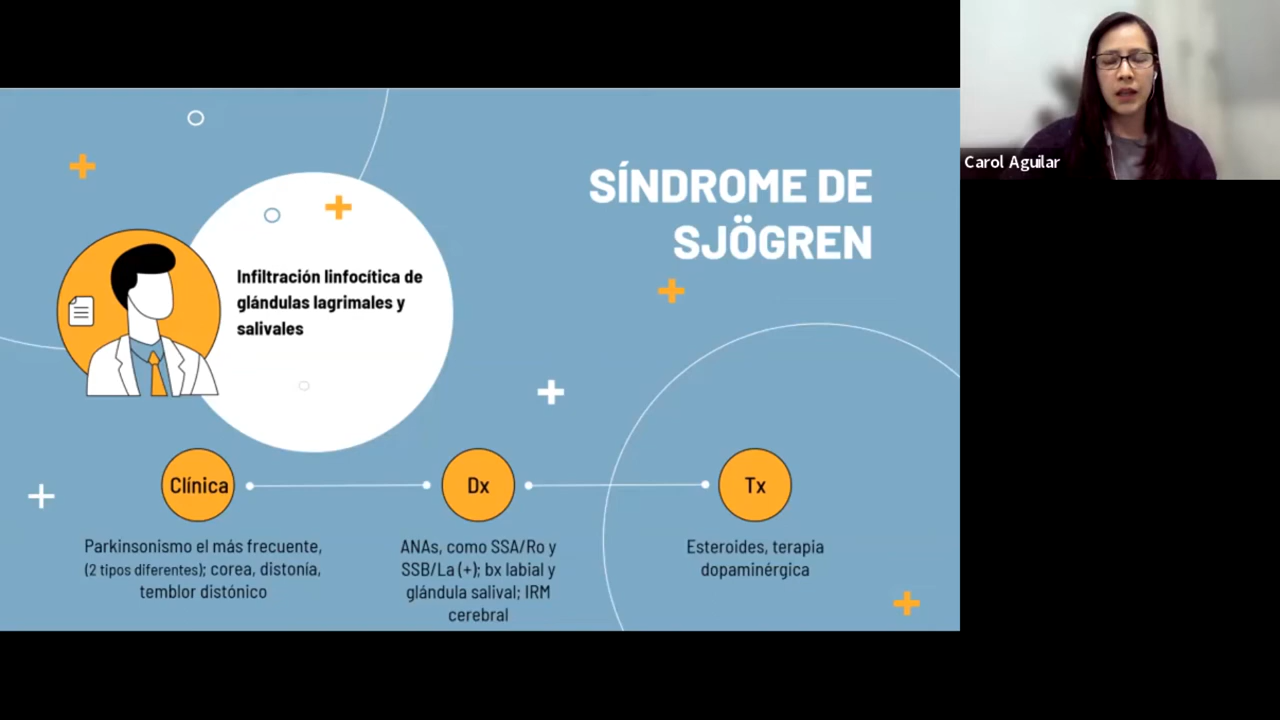 SÍNDROME DE
SJÖGREN
Infiltración linfocítica de
glándulas lagrimales y
salivales
Clínica
Parkinsonismo el más frecuente,
(2 tipos diferentes); corea, distonía,
temblor distónico
Dx
ANAs, como SSA/Ro y
SSB/La (+); bx labial y
glándula salival; IRM
cerebral
Tx
Esteroides, terapia
dopaminérgica
Carol Aguilar